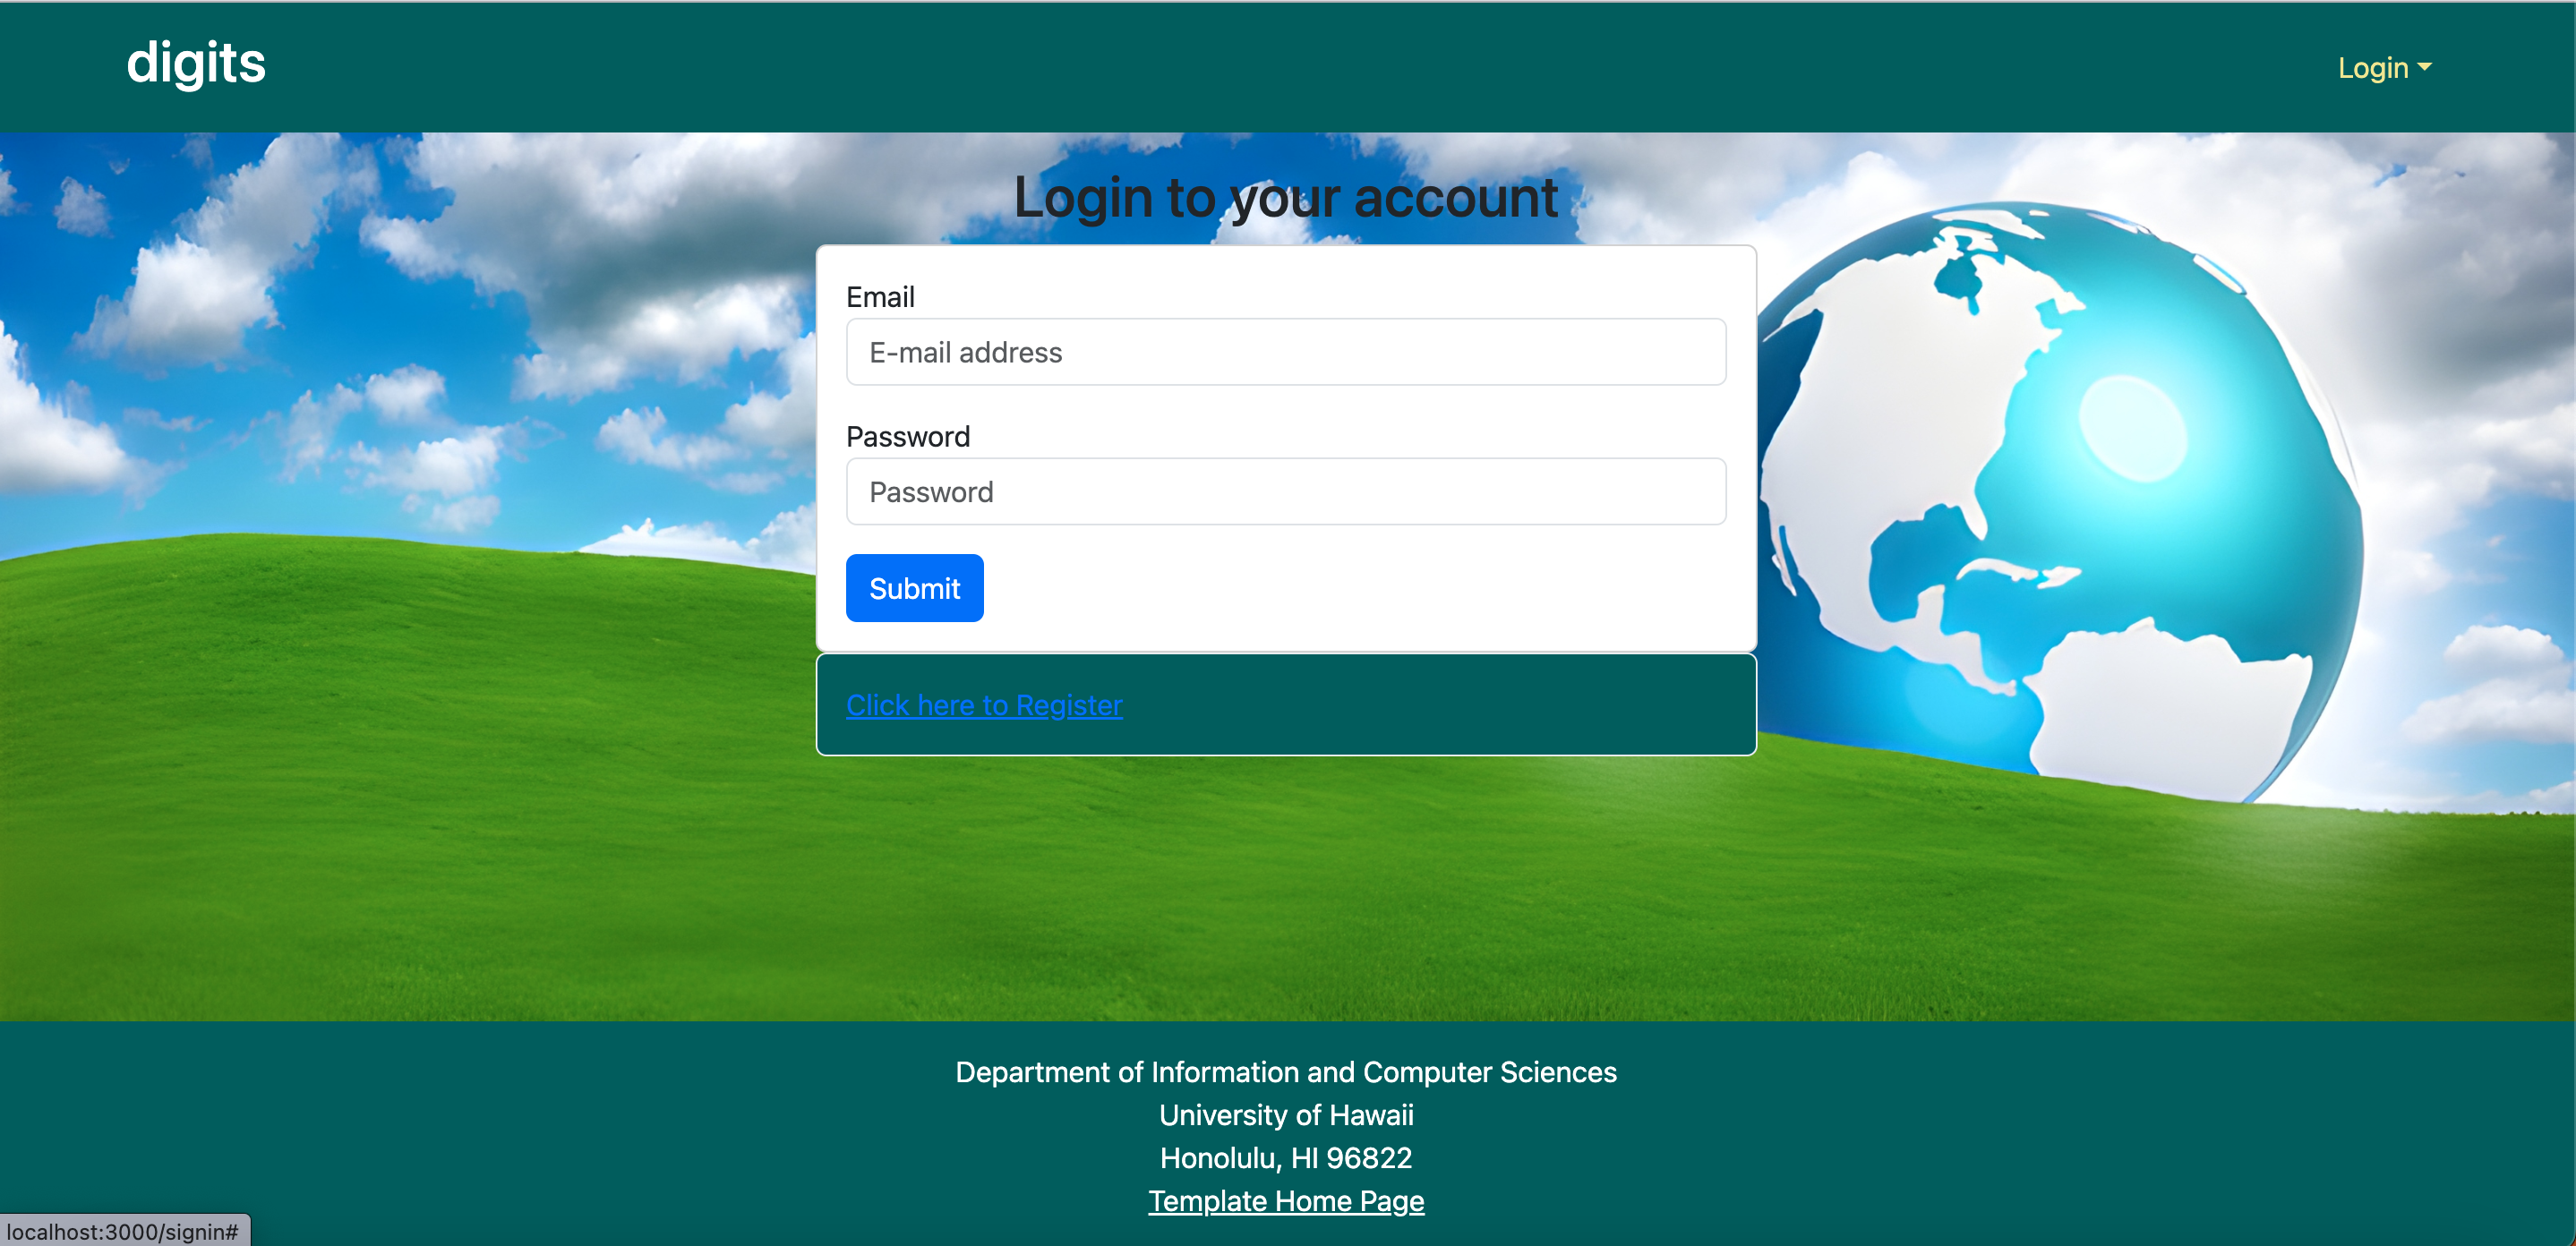 digits
Login
Login to your account
Email
E-mail address
Password
Password
Submit
Click here to Register
Department of Information and Computer Sciences
University of Hawaii
Honolulu, HI 96822
Template Home Page
localhost:3000/signin#